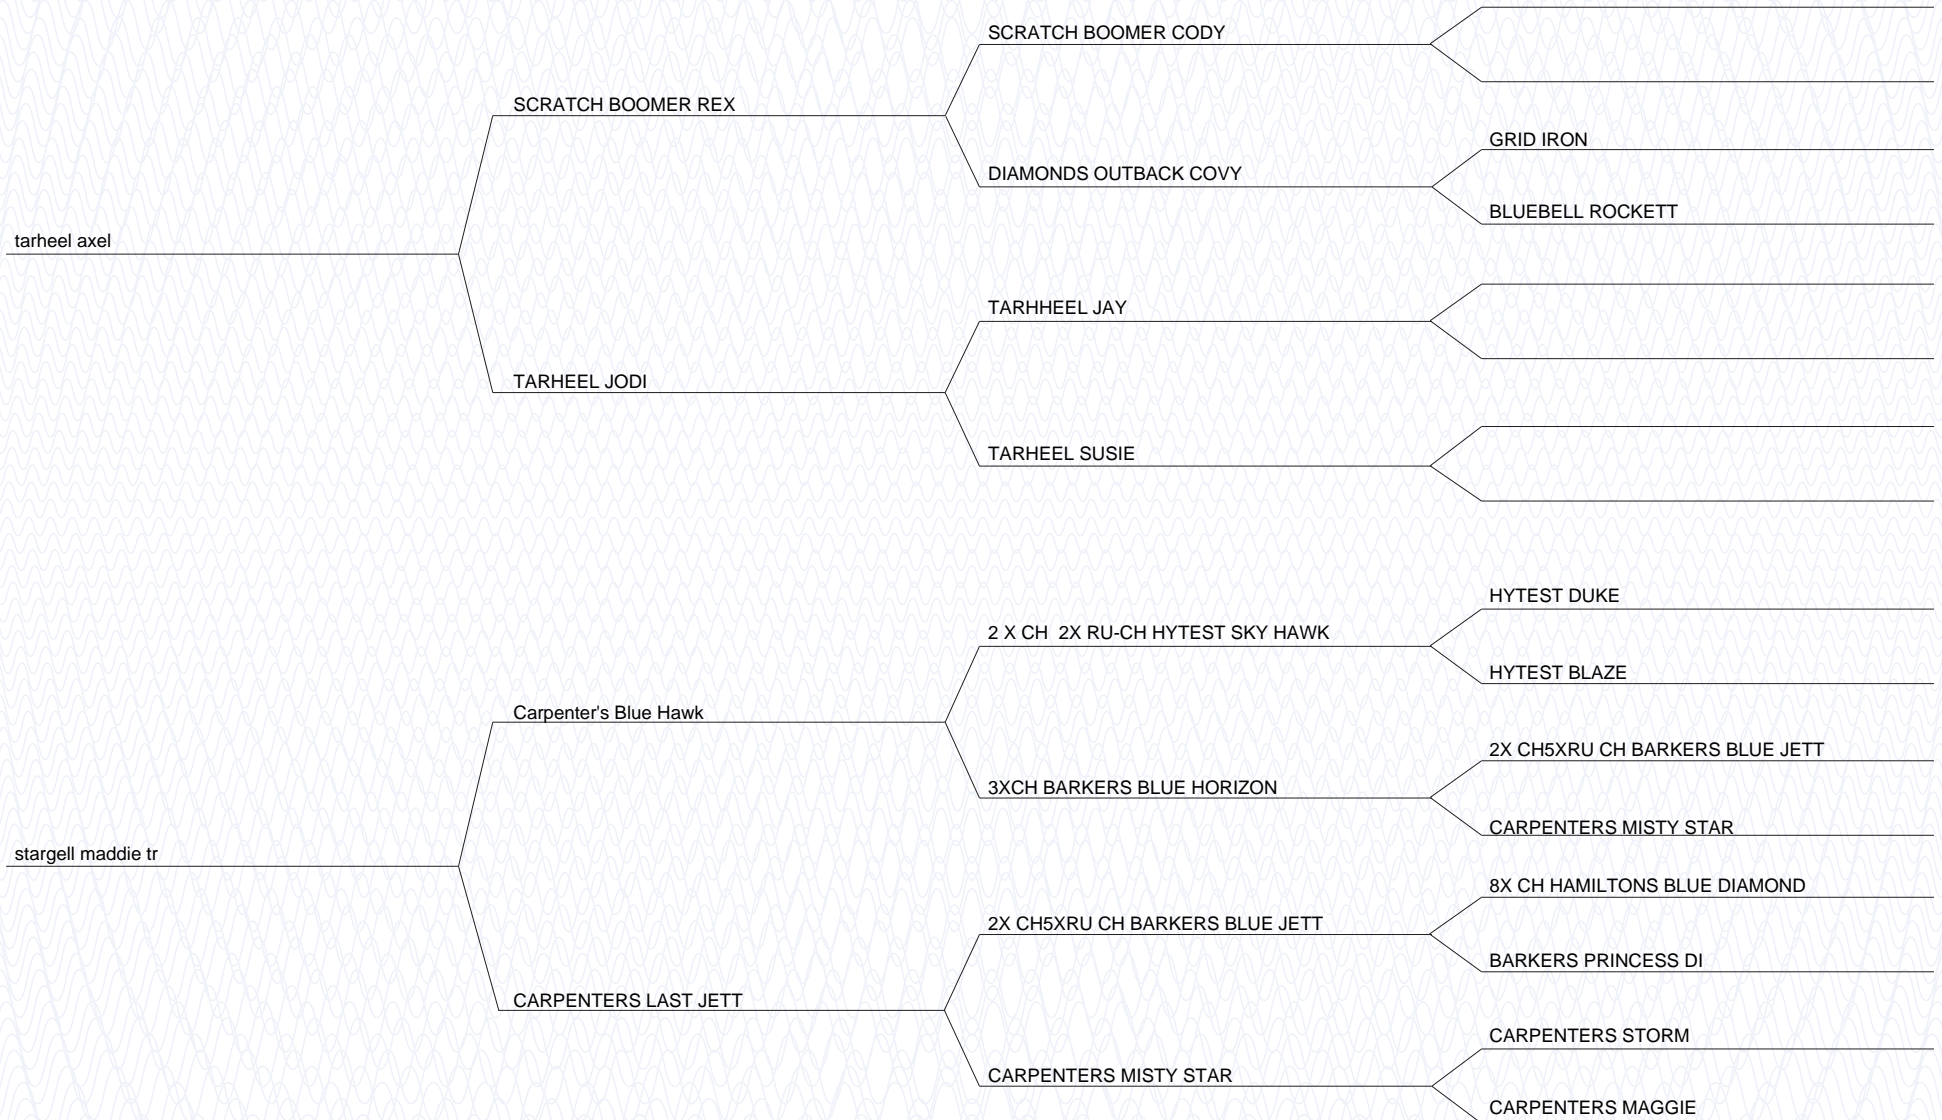 SCRATCH BOOMER CODY
SCRATCH BOOMER REX
GRID IRON
DIAMONDS OUTBACK COVY
BLUEBELL ROCKETT
tarheel axel
TARHHEEL JAY
TARHEEL JODI
TARHEEL SUSIE
HYTEST DUKE
2 X CH  2X RU-CH HYTEST SKY HAWK
HYTEST BLAZE
Carpenter's Blue Hawk
2X CH5XRU CH BARKERS BLUE JETT
3XCH BARKERS BLUE HORIZON
CARPENTERS MISTY STAR
stargell maddie tr
8X CH HAMILTONS BLUE DIAMOND
2X CH5XRU CH BARKERS BLUE JETT
BARKERS PRINCESS DI
CARPENTERS LAST JETT
CARPENTERS STORM
CARPENTERS MISTY STAR
CARPENTERS MAGGIE